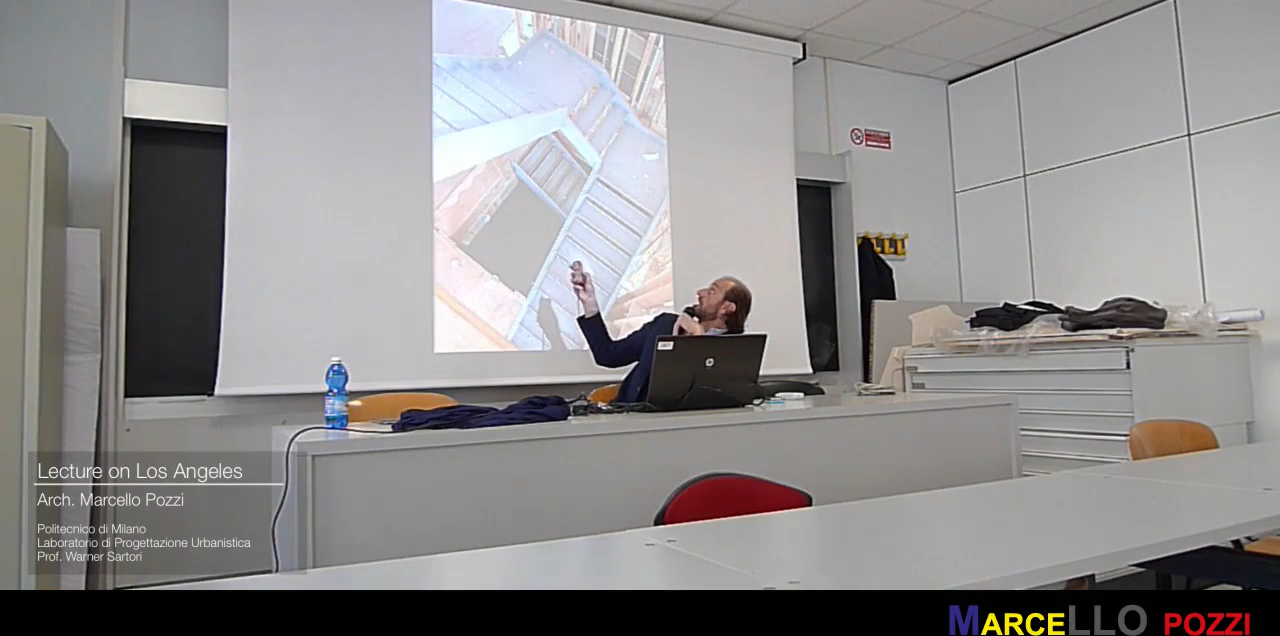 Lecture on Los Angeles
Arch. Marcello Pozzi
Politecnico di Milano
Laboratorio di Progettazione Urbanistica
Prof. Warner Sartori
MARCELLO POZZI